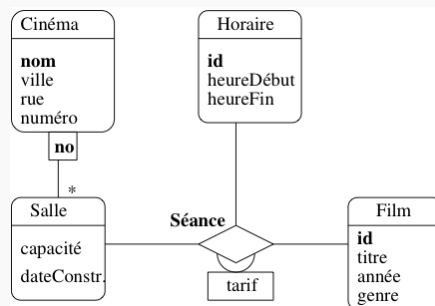 Cinéma
nom
ville
rue
numéro
no
*
Horaire
id
heureDébut
heureFin
Salle
capacité
dateConstr.
Séance
tarif
Film
id
titre
année
genre